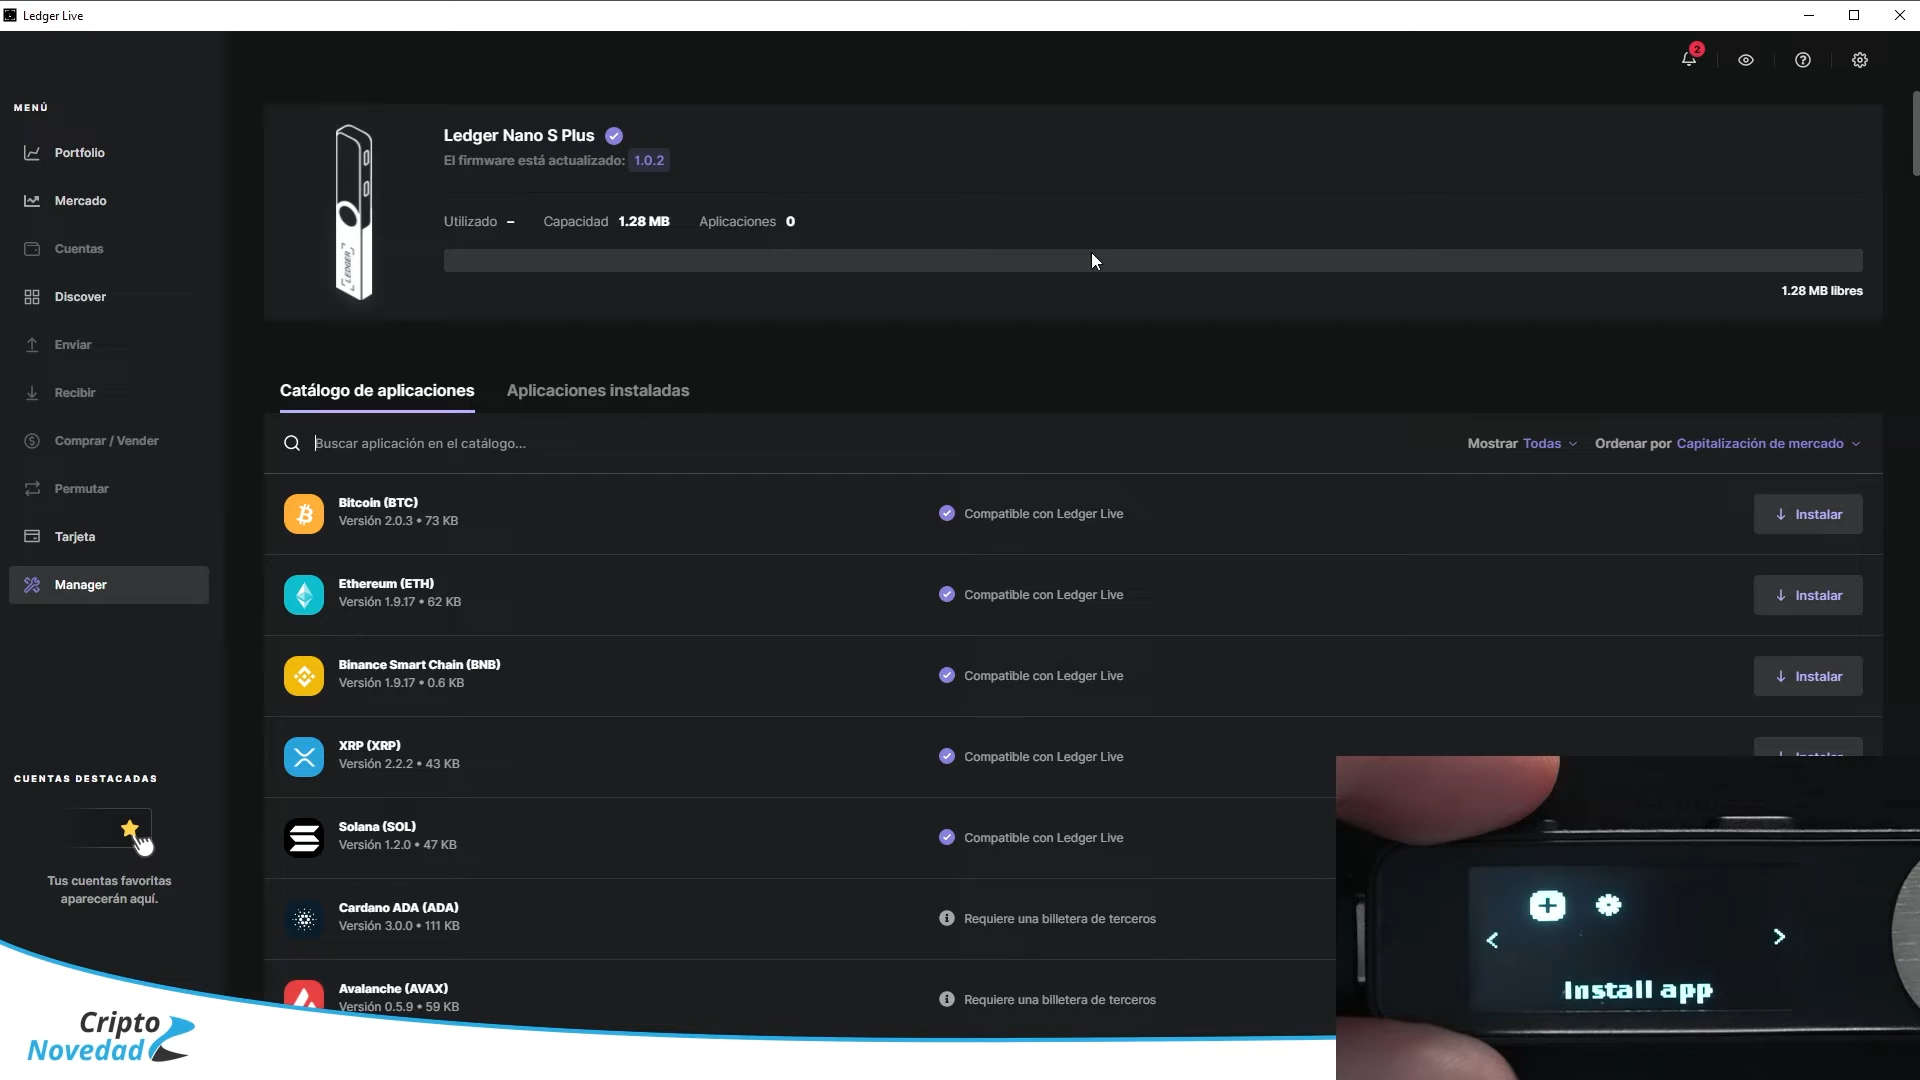 Ledger Live
2
MENÚ
Portfolio
Mercado
Cuentas
Discover
Enviar
Recibir
Comprar / Vender
Permutar
Tarjeta
Manager
CUENTAS DESTACADAS
Tus cuentas favoritas
aparecerán aquí.
Cripto
Novedad
LEDGER
Ledger Nano S Plus
El firmware está actualizado: 1.0.2
Utilizado – Capacidad 1.28 MB Aplicaciones 0
1.28 MB libres
Catálogo de aplicaciones Aplicaciones instaladas
Buscar aplicación en el catálogo...
Mostrar Todas Ordenar por Capitalización de mercado
Bitcoin (BTC)
Versión 2.0.3 • 73 KB
Compatible con Ledger Live
Instalar
Ethereum (ETH)
Versión 1.9.17 • 62 KB
Compatible con Ledger Live
Instalar
Binance Smart Chain (BNB)
Versión 1.9.17 • 0.6 KB
Compatible con Ledger Live
Instalar
XRP (XRP)
Versión 2.2.2 • 43 KB
Compatible con Ledger Live
Solana (SOL)
Versión 1.2.0 • 47 KB
Compatible con Ledger Live
Cardano ADA (ADA)
Versión 3.0.0 • 111 KB
Requiere una billetera de terceros
Avalanche (AVAX)
Versión 0.5.9 • 59 KB
Requiere una billetera de terceros
Install app